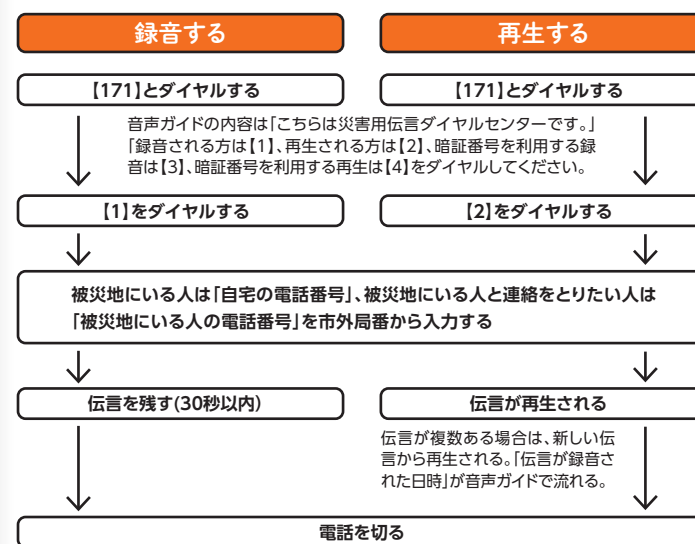 録音する
再生する
【171】とダイヤルする
【171】とダイヤルする
音声ガイドの内容は「こちらは災害用伝言ダイヤルセンターです。」
「録音される方は【1】、再生される方は【2】、暗証番号を利用する録
音は【3】、暗証番号を利用する再生は【4】をダイヤルしてください。
【1】をダイヤルする
【2】をダイヤルする
被災地にいる人は「自宅の電話番号」、被災地にいる人と連絡をとりたい人は
「被災地にいる人の電話番号」を市外局番から入力する
伝言を残す(30秒以内)
伝言が再生される
伝言が複数ある場合は、新しい伝
言から再生される。「伝言が録音さ
れた日時」が音声ガイドで流れる。
電話を切る